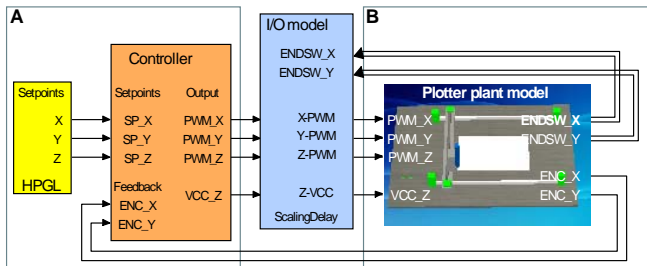 A
B
I/O model
ENDSW_X
ENDSW_Y
Controller
Setpoints
Output
Setpoints
X
Y
Z
HPGL
SP_X
SP_Y
SP_Z
PWM_X
PWM_Y
PWM_Z
Feedback
ENC_X
ENC_Y
VCC_Z
X-PWM
Y-PWM
Z-PWM
Z-VCC
ScalingDelay
Plotter plant model
PWM_X
PWM_Y
PWM_Z
VCC_Z
ENDSW_X
ENDSW_Y
ENC_X
ENC_Y